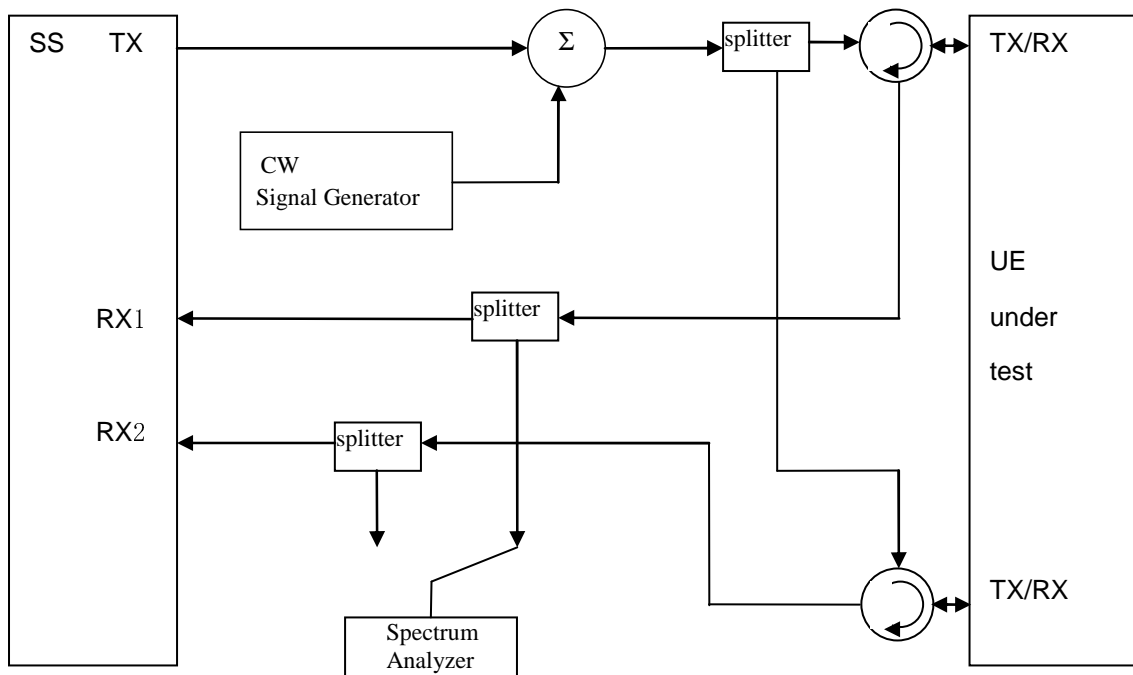 SS TX
Σ
splitter
TX/RX
CW
Signal Generator
UE
under
test
RX1
splitter
RX2
splitter
TX/RX
Spectrum
Analyzer